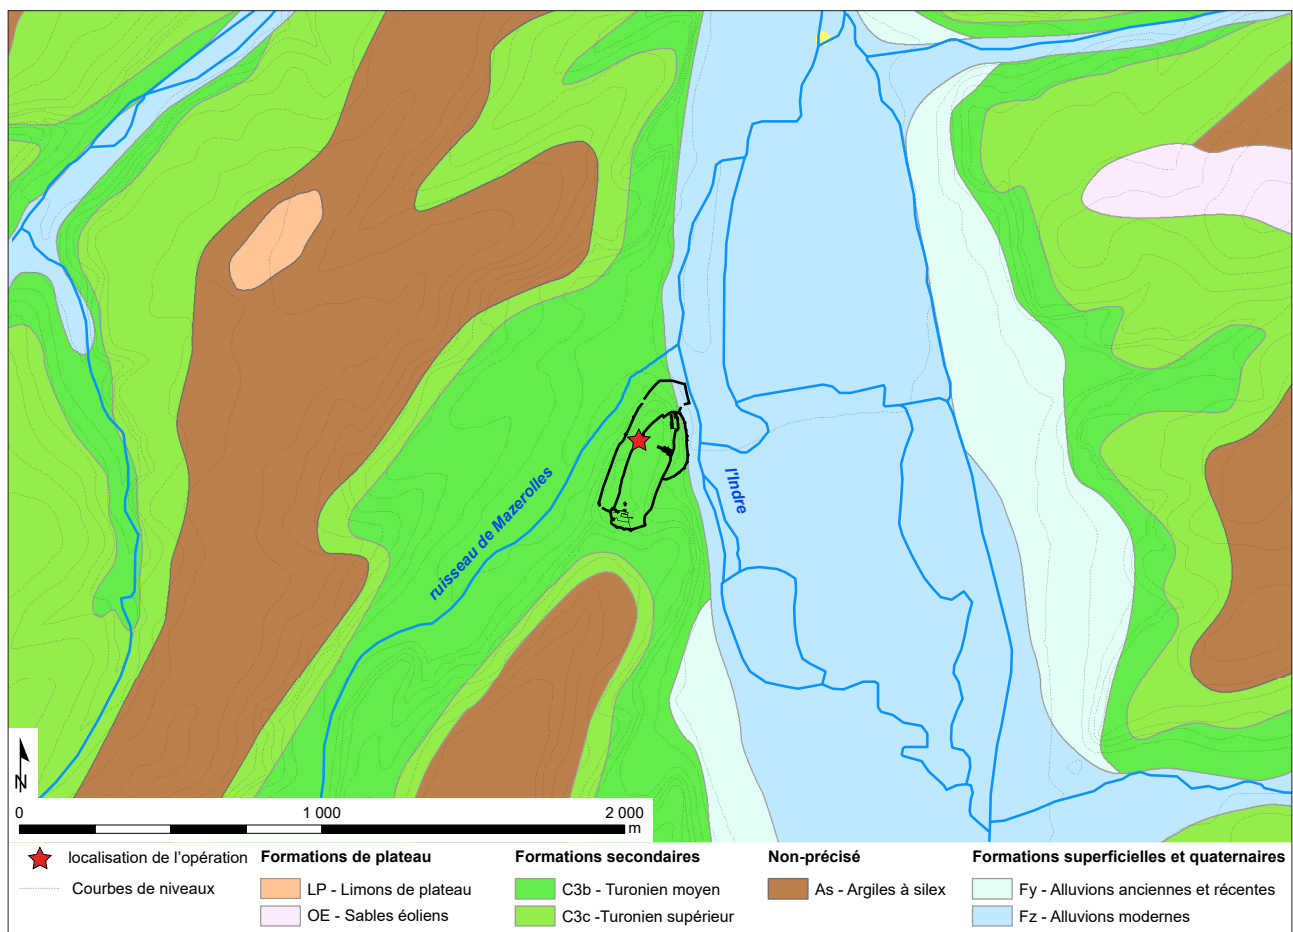 l'Indre
ruisseau de Mazerolles
N
0 1 000 2 000
m
localisation de l'opération
Courbes de niveaux
Formations de plateau
LP - Limons de plateau
OE - Sables éoliens
Formations secondaires
C3b - Turonien moyen
C3c -Turonien supérieur
Non-précisé
As - Argiles à silex
Formations superficielles et quaternaires
Fy - Alluvions anciennes et récentes
Fz - Alluvions modernes